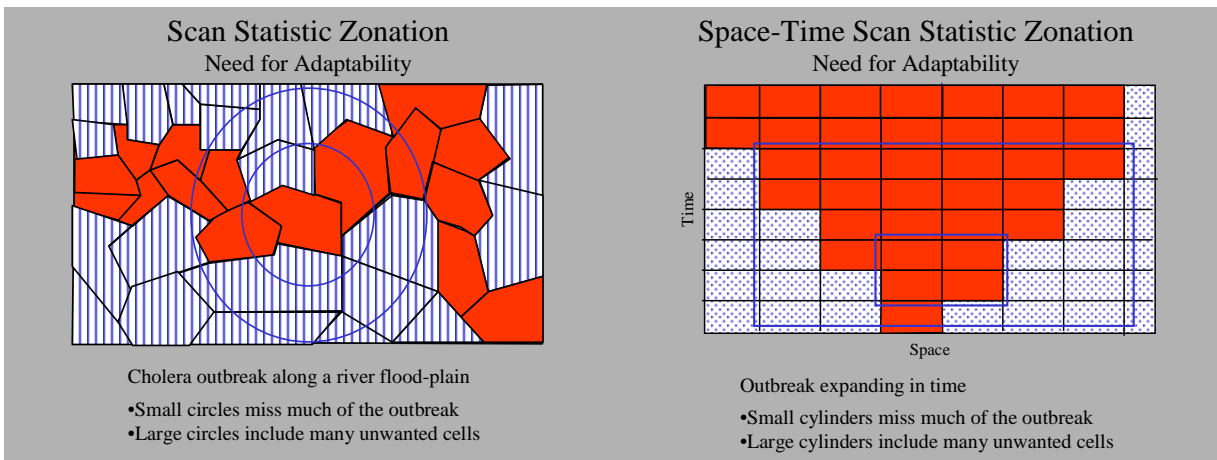 Scan Statistic Zonation
Need for Adaptability
Cholera outbreak along a river flood-plain
•Small circles miss much of the outbreak
•Large circles include many unwanted cells
Space-Time Scan Statistic Zonation
Need for Adaptability
Time
Space
Outbreak expanding in time
•Small cylinders miss much of the outbreak
•Large cylinders include many unwanted cells